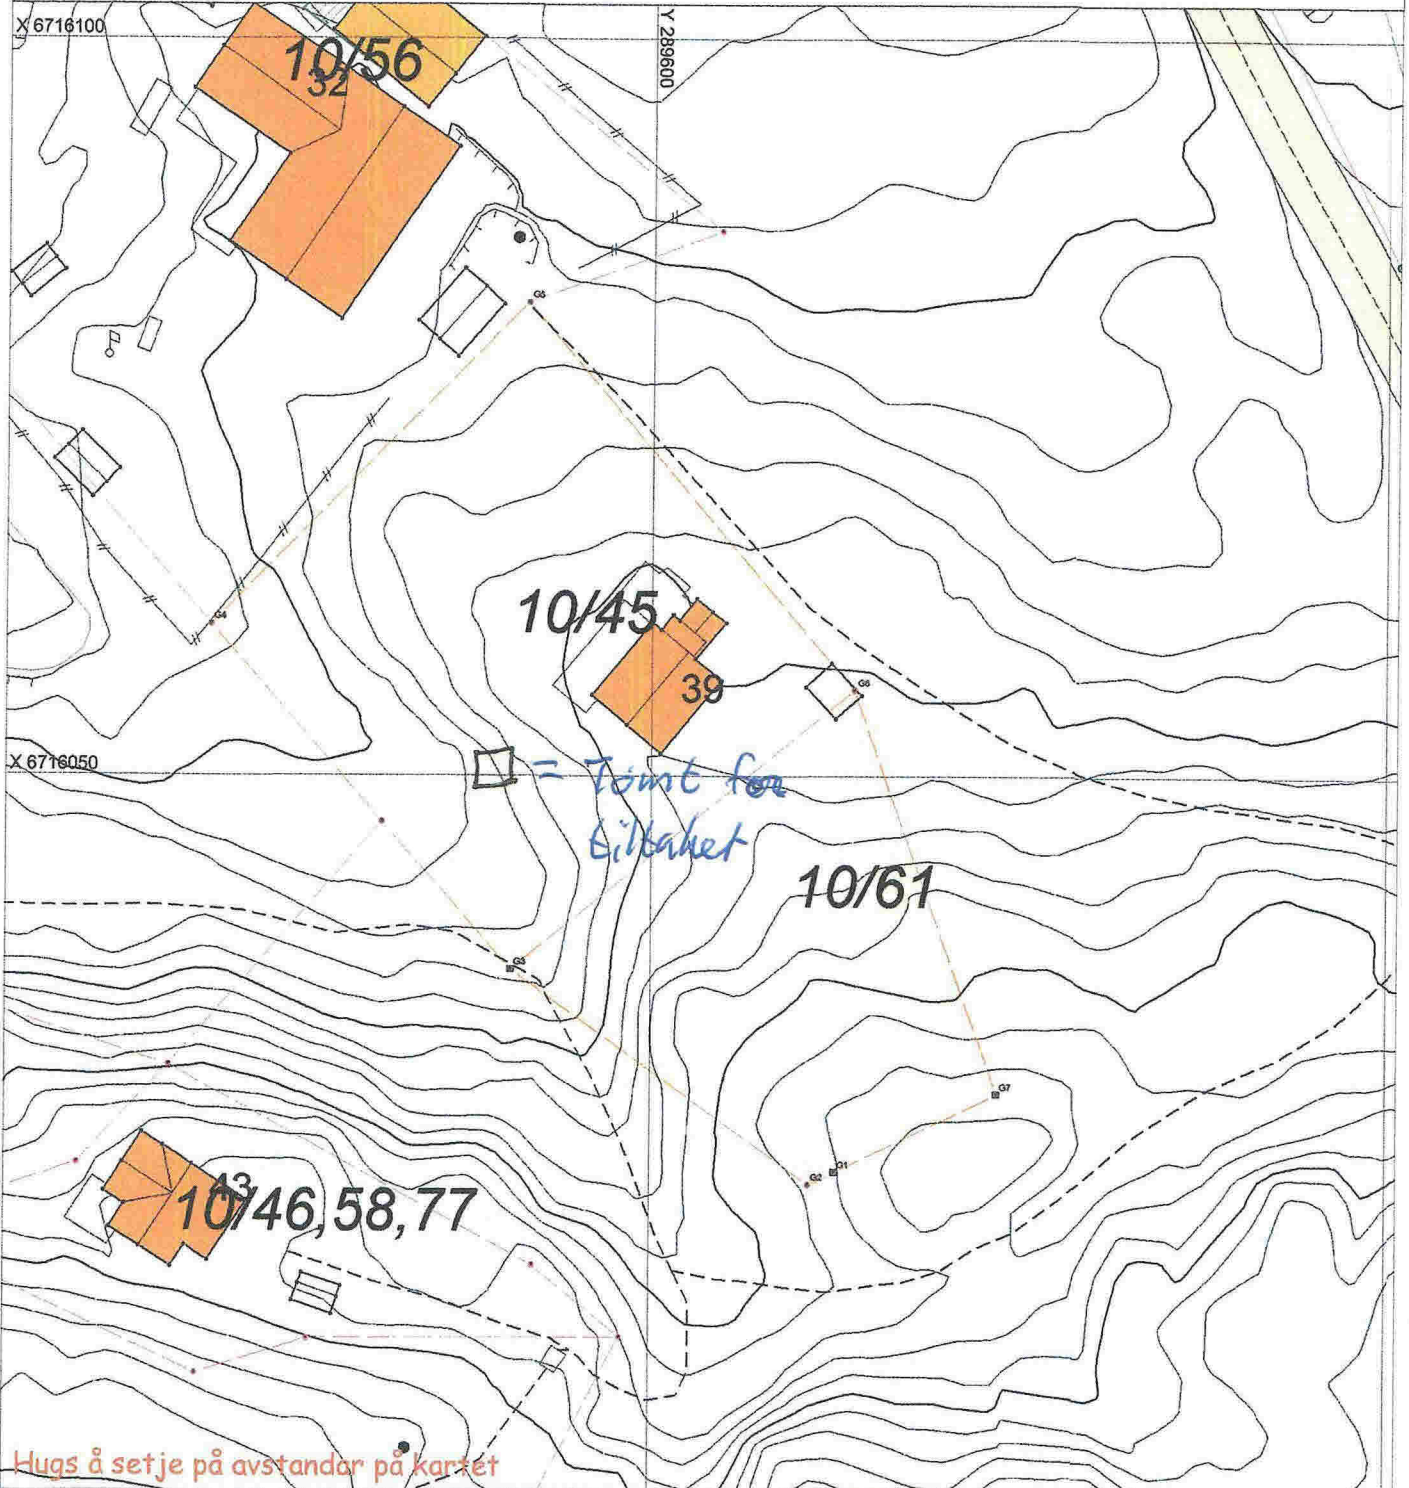 X 6716100
Y 289600
10/56
32
G5
G4
10/45
39
G6
X 6716050
= Tomt for
tiltaket
10/61
G3
G7
G1
G2
43
10/46,58,77
Hugs å setje på avstandar på kartet